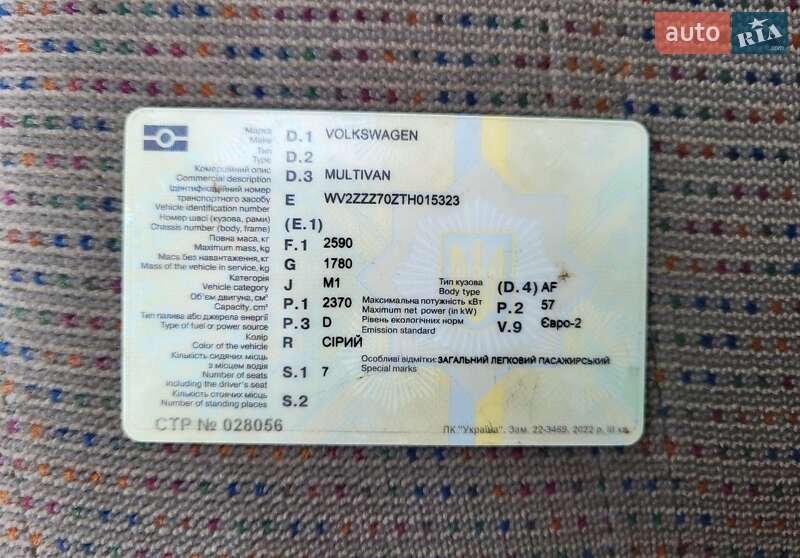 auto RIA .com
Марка D.1 VOLKSWAGEN
Make
Тип D.2
Type
Комерційний опис D.3 MULTIVAN
Commercial description
Ідентифікаційний номер
транспортного засобу E WV2ZZZ70ZTH015323
Vehicle identification number
Номер шасі (кузова, рами) (E.1)
Chassis number (body, frame)
Повна маса, кг F.1 2590
Maximum mass, kg
Маса без навантаження, кг G 1780
Mass of the vehicle in service, kg
Категорія J M1 Тип кузова (D.4) AF
Vehicle category Body type
Об'єм двигуна, см³ P.1 2370 Максимальна потужність кВт P.2 57
Capacity, cm³ Maximum net power (in kW)
Тип палива або джерела енергії P.3 D Рівень екологічних норм V.9 Євро-2
Type of fuel or power source Emission standard
Колір R СІРИЙ
Color of the vehicle
Кількість сидячих місць Особливі відмітки: ЗАГАЛЬНИЙ ЛЕГКОВИЙ ПАСАЖИРСЬКИЙ
з місцем водія S.1 7 Special marks
Number of seats
including the driver's seat
Кількість стоячих місць S.2
Number of standing places
СТР № 028056 ПК "Україна". Зам. 22-3469. 2022 р. III кв.